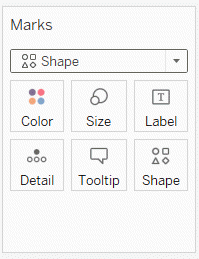 Marks
Shape
Color Size Label
Detail Tooltip Shape